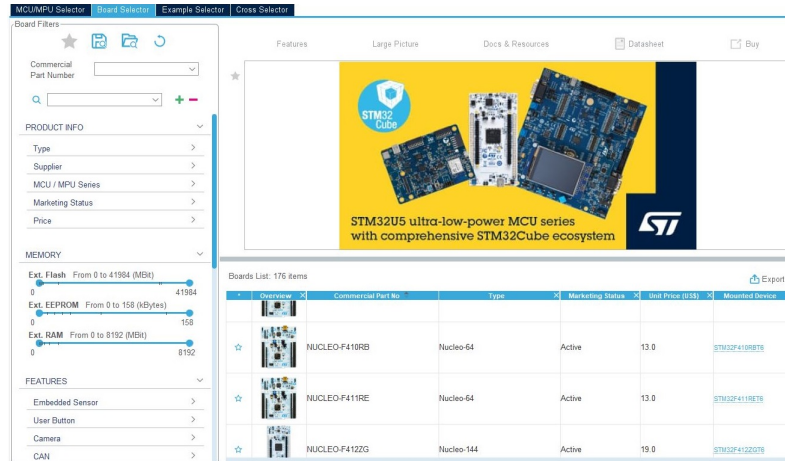 MCU/MPU Selector Board Selector Example Selector Cross Selector
Board Filters
Commercial
Part Number
PRODUCT INFO
Type
Supplier
MCU / MPU Series
Marketing Status
Price
MEMORY
Ext. Flash From 0 to 41984 (MBit)
0 41984
Ext. EEPROM From 0 to 158 (kBytes)
0 158
Ext. RAM From 0 to 8192 (MBit)
0 8192
FEATURES
Embedded Sensor
User Button
Camera
CAN
Features Large Picture Docs & Resources Datasheet Buy
STM32
Cube
STM32U5 ultra-low-power MCU series
with comprehensive STM32Cube ecosystem
ST
Boards List: 176 items
Export
* Overview X Commercial Part No Type X Marketing Status X Unit Price (US$) X Mounted Device
NUCLEO-F410RB Nucleo-64 Active 13.0 STM32F410RBT6
NUCLEO-F411RE Nucleo-64 Active 13.0 STM32F411RET6
NUCLEO-F412ZG Nucleo-144 Active 19.0 STM32F412ZGT6